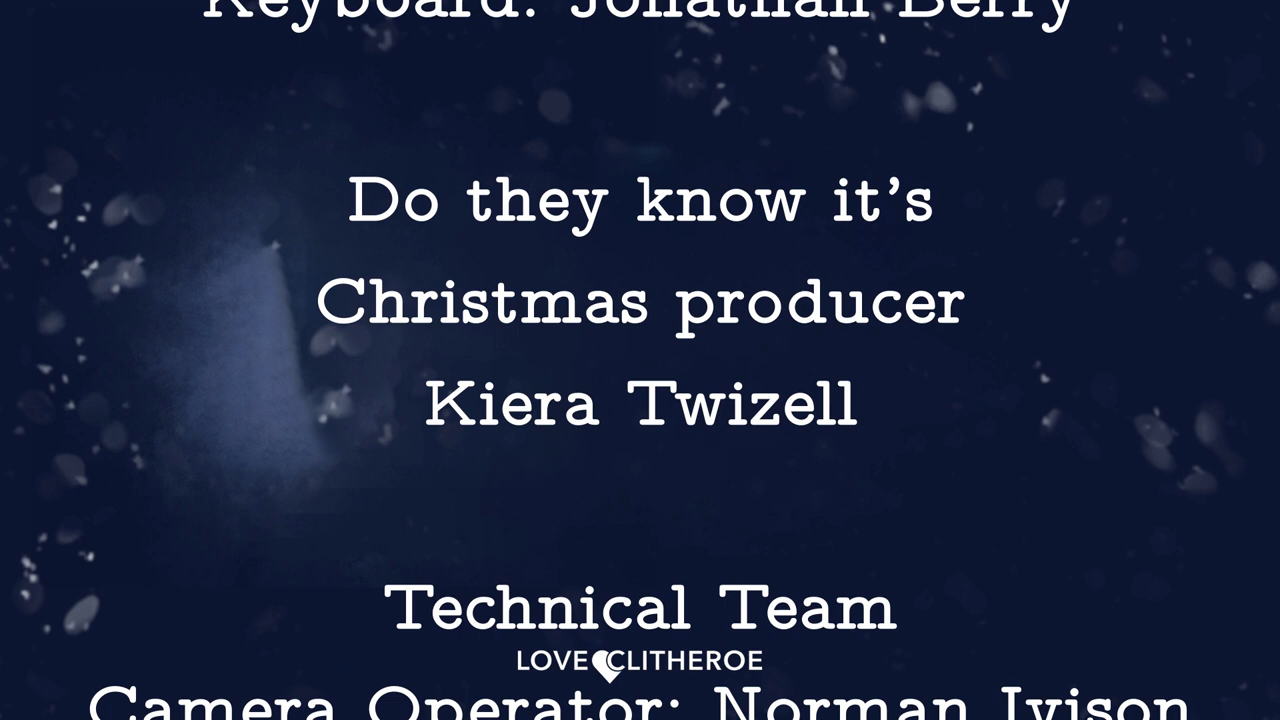 Keyboard: Jonathan Berry
Do they know it's
Christmas producer
Kiera Twizell
Technical Team
LOVE CLITHEROE
Camera Operator: Norman Ivison